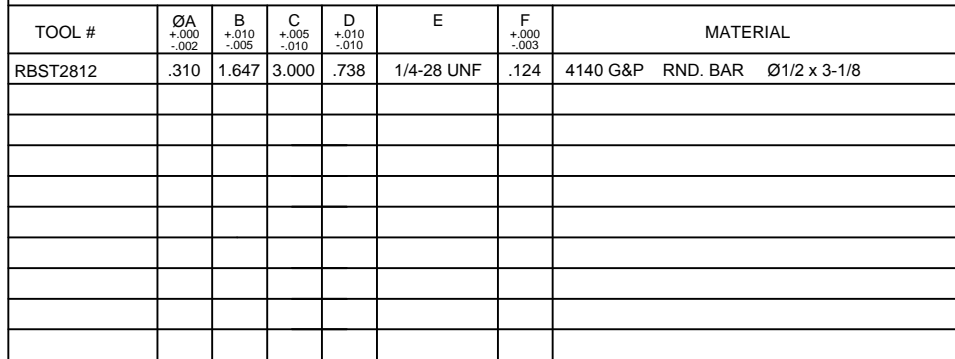 TOOL # ØA +.000 -.002 B +.010 -.005 C +.005 -.010 D +.010 -.010 E F +.000 -.003 MATERIAL
RBST2812 .310 1.647 3.000 .738 1/4-28 UNF .124 4140 G&P RND. BAR Ø1/2 x 3-1/8